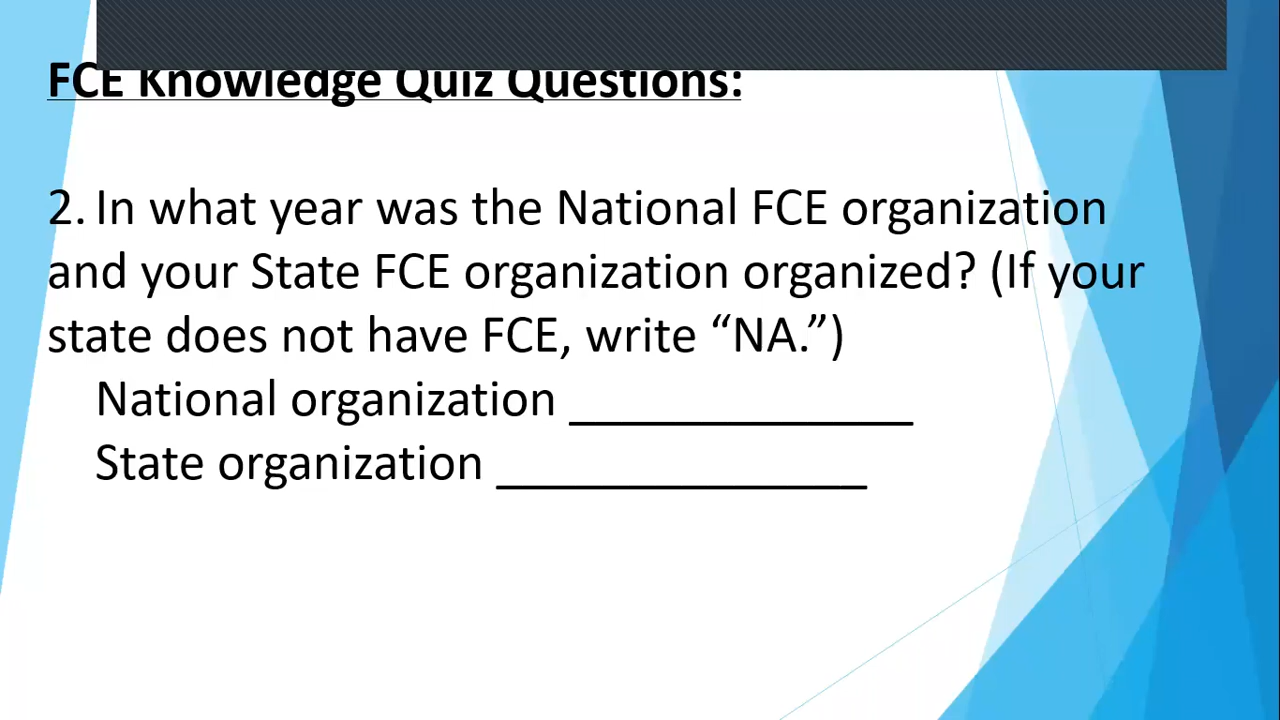 FCE Knowledge Quiz Questions:
2. In what year was the National FCE organization
and your State FCE organization organized? (If your
state does not have FCE, write “NA.”)
National organization ______________
State organization _______________